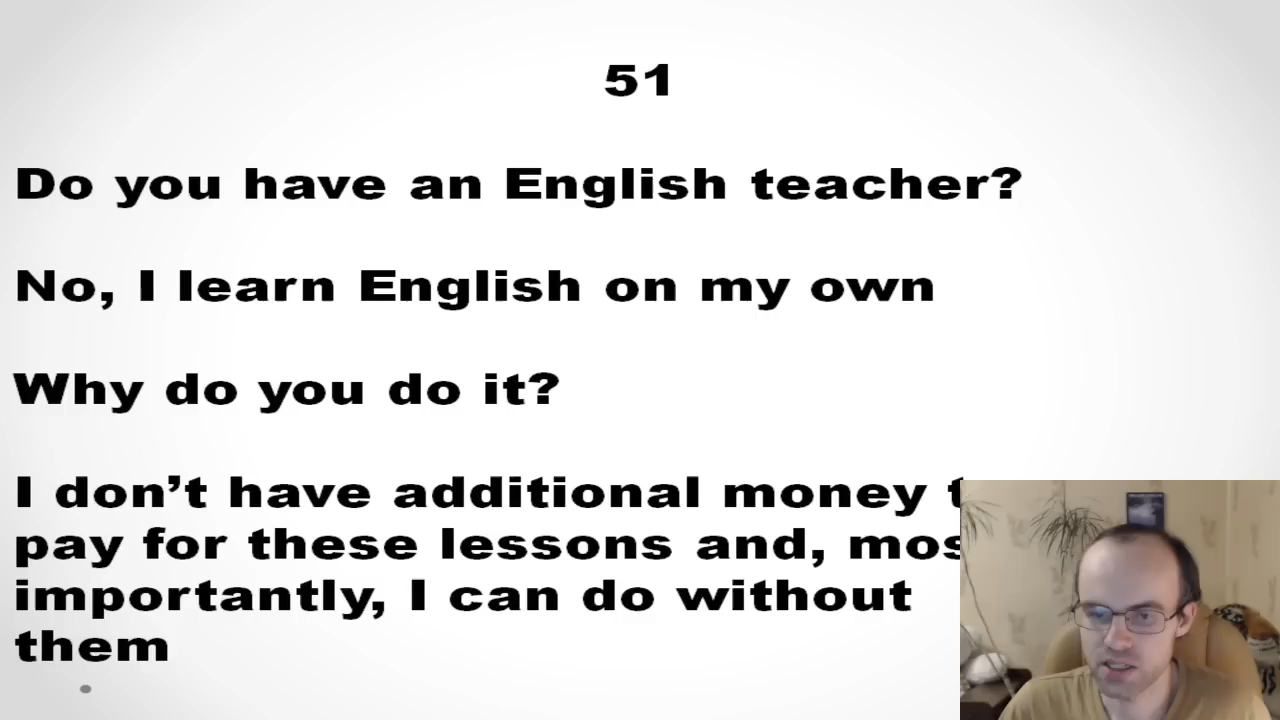 51
Do you have an English teacher?
No, I learn English on my own
Why do you do it?
I don’t have additional money
pay for these lessons and,
importantly, I can do without
them